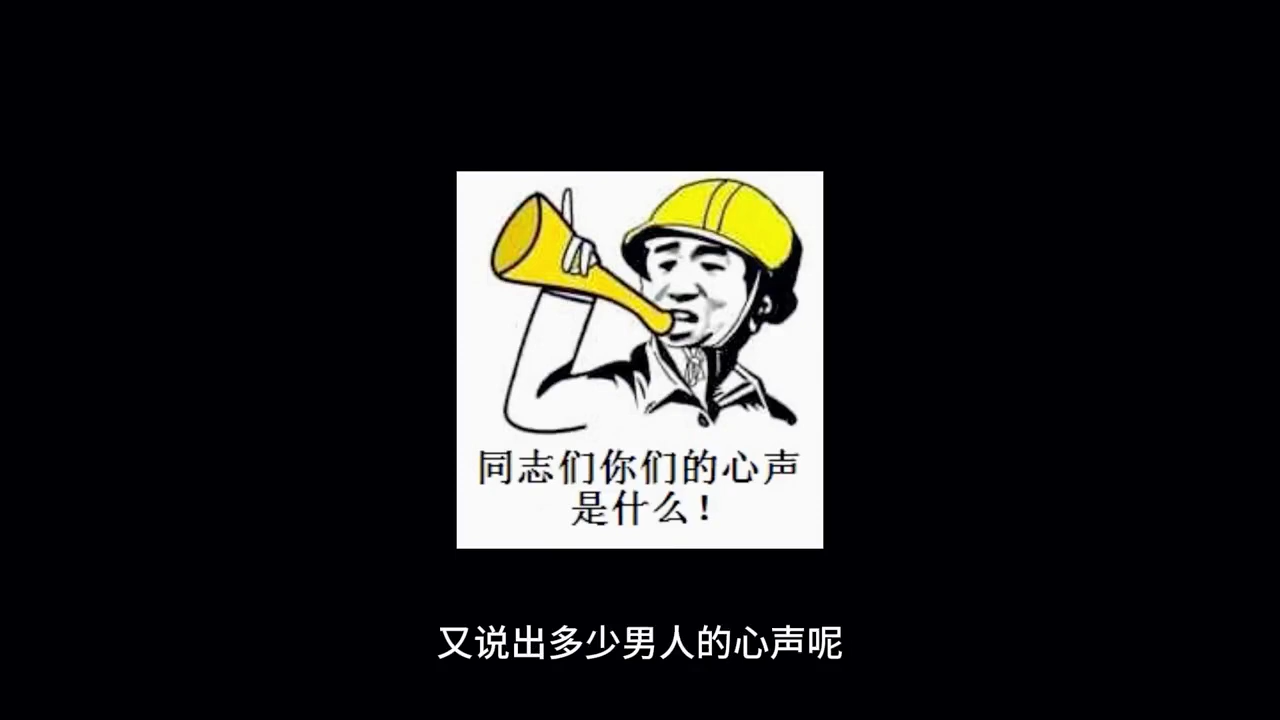 同志们你们的心声
是什么！
又说出多少男人的心声呢